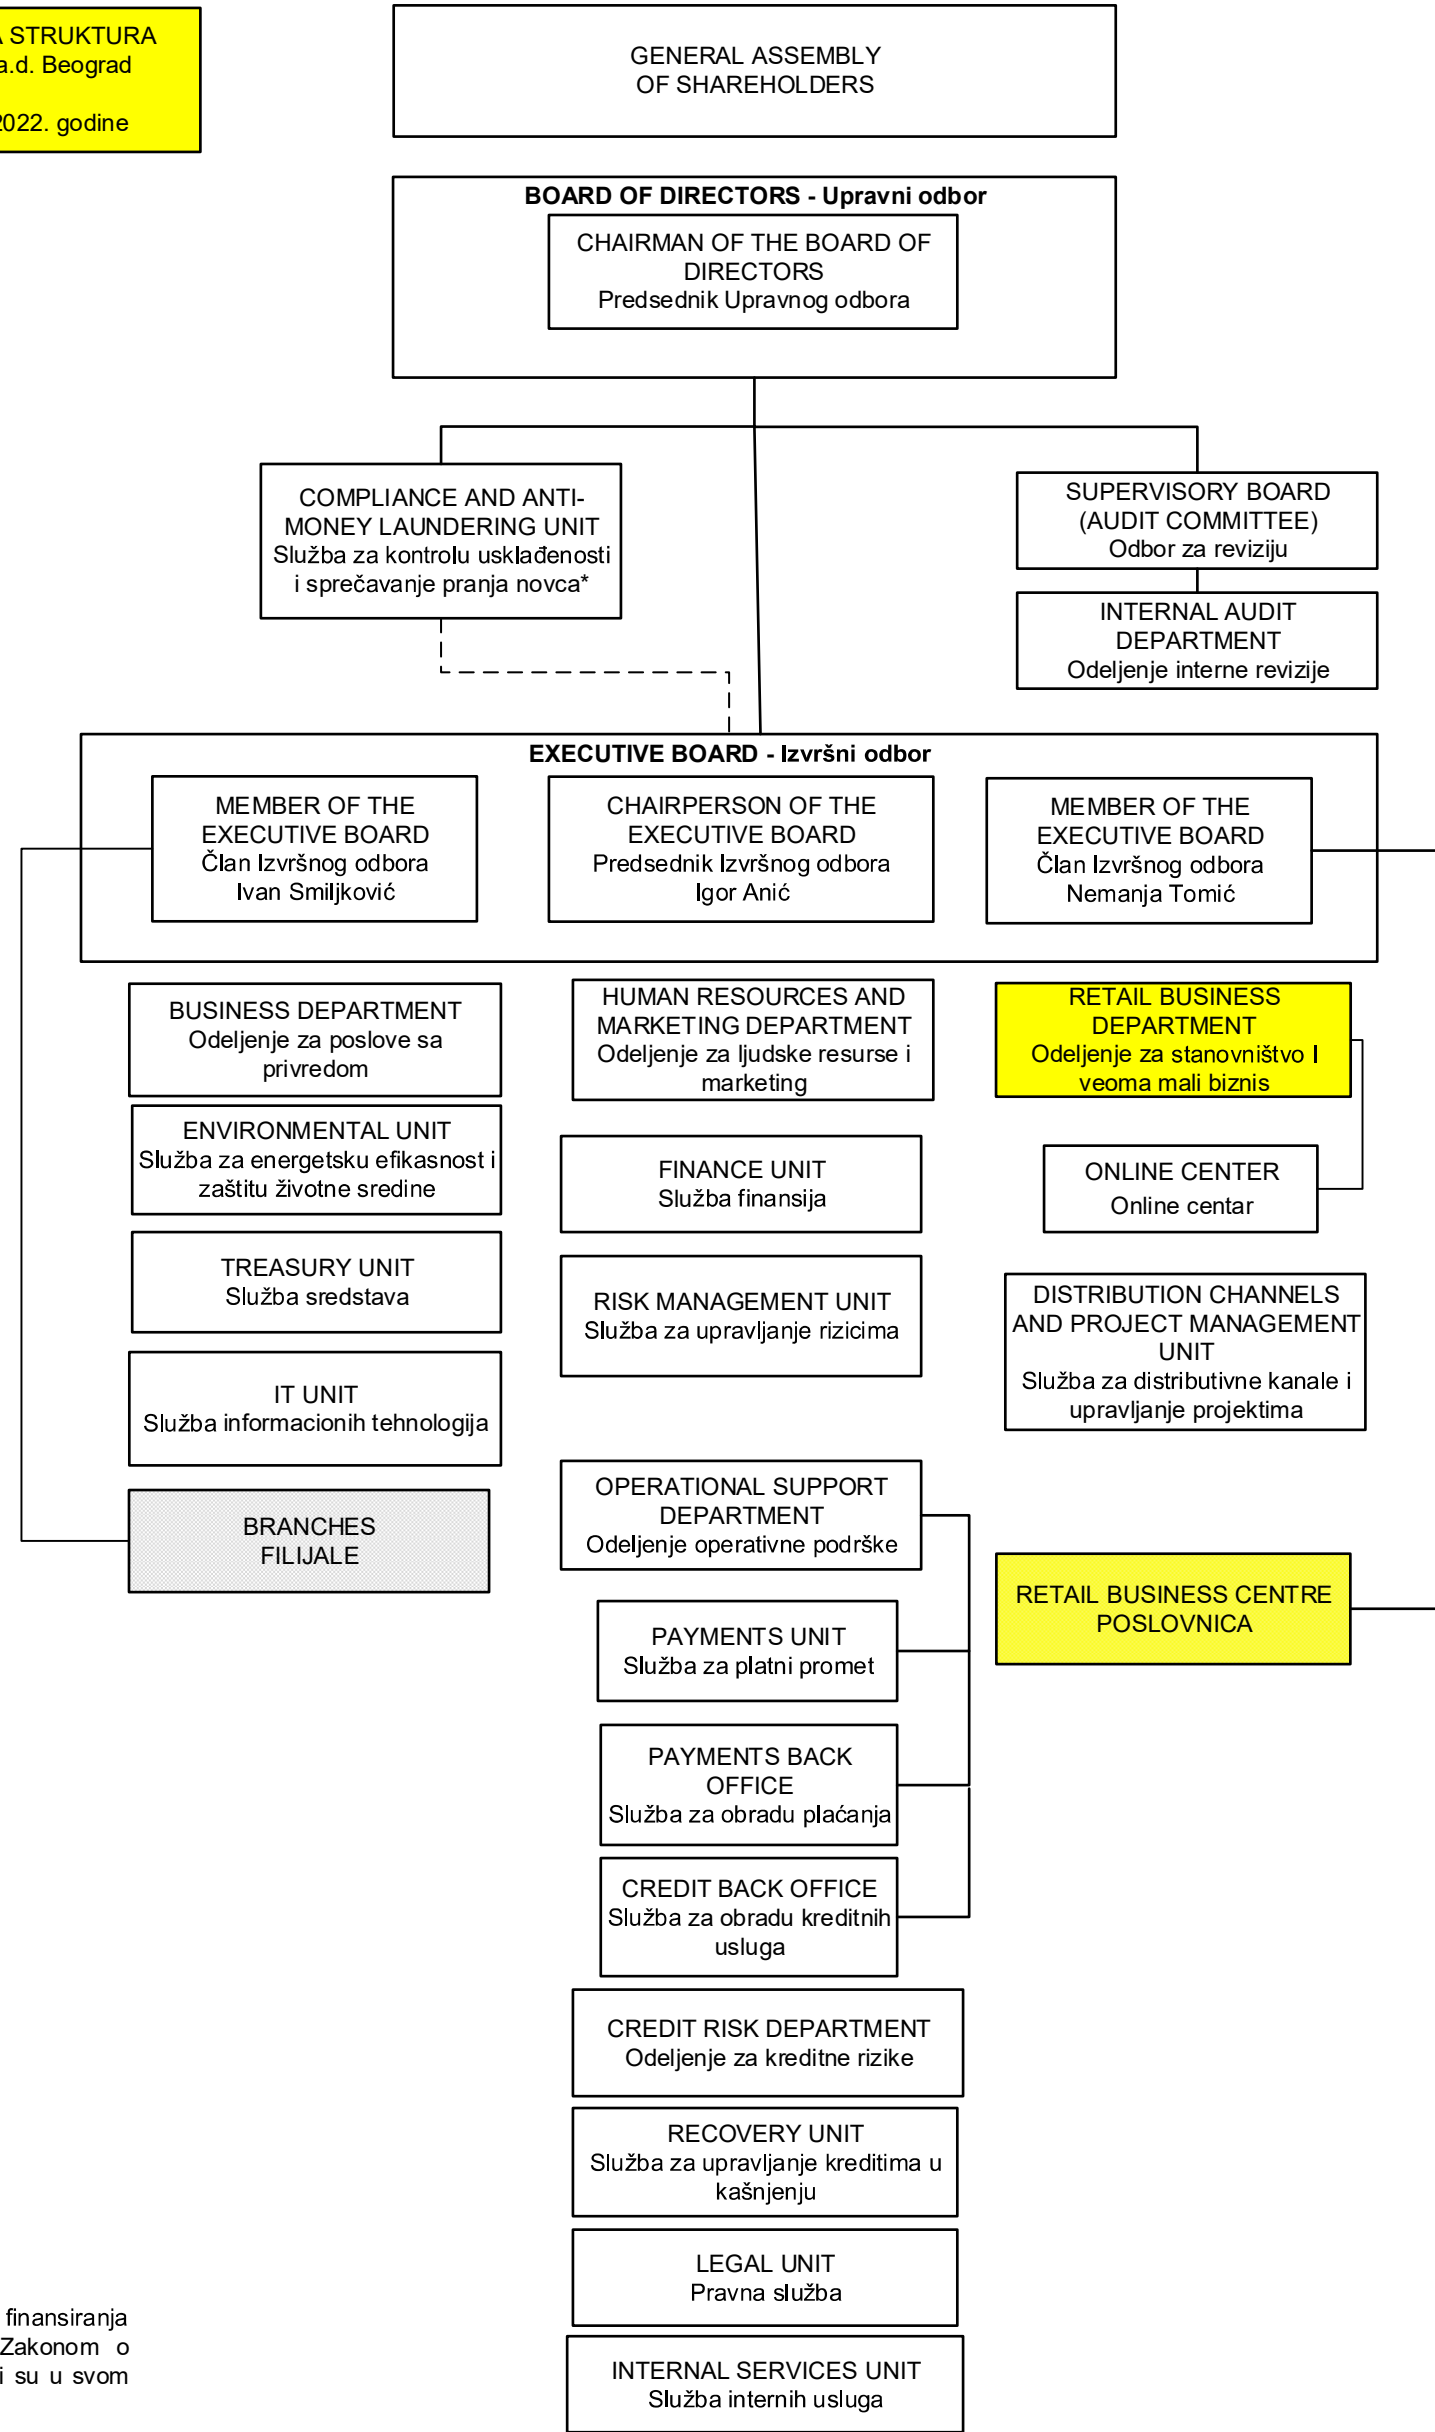 A STRUKTURA
a.d. Beograd
2022. godine
GENERAL ASSEMBLY
OF SHAREHOLDERS
BOARD OF DIRECTORS - Upravni odbor
CHAIRMAN OF THE BOARD OF
DIRECTORS
Predsednik Upravnog odbora
COMPLIANCE AND ANTI-
MONEY LAUNDERING UNIT
Služba za kontrolu usklađenosti
i sprečavanje pranja novca*
SUPERVISORY BOARD
(AUDIT COMMITTEE)
Odbor za reviziju
INTERNAL AUDIT
DEPARTMENT
Odeljenje interne revizije
EXECUTIVE BOARD - Izvršni odbor
MEMBER OF THE
EXECUTIVE BOARD
Član Izvršnog odbora
Ivan Smiljković
CHAIRPERSON OF THE
EXECUTIVE BOARD
Predsednik Izvršnog odbora
Igor Anić
MEMBER OF THE
EXECUTIVE BOARD
Član Izvršnog odbora
Nemanja Tomić
BUSINESS DEPARTMENT
Odeljenje za poslove sa
privredom
ENVIRONMENTAL UNIT
Služba za energetsku efikasnost i
zaštitu životne sredine
TREASURY UNIT
Služba sredstava
IT UNIT
Služba informacionih tehnologija
BRANCHES
FILIJALE
HUMAN RESOURCES AND
MARKETING DEPARTMENT
Odeljenje za ljudske resurse i
marketing
FINANCE UNIT
Služba finansija
RISK MANAGEMENT UNIT
Služba za upravljanje rizicima
OPERATIONAL SUPPORT
DEPARTMENT
Odeljenje operativne podrške
PAYMENTS UNIT
Služba za platni promet
PAYMENTS BACK
OFFICE
Služba za obradu plaćanja
CREDIT BACK OFFICE
Služba za obradu kreditnih
usluga
CREDIT RISK DEPARTMENT
Odeljenje za kreditne rizike
RECOVERY UNIT
Služba za upravljanje kreditima u
kašnjenju
LEGAL UNIT
Pravna služba
INTERNAL SERVICES UNIT
Služba internih usluga
RETAIL BUSINESS
DEPARTMENT
Odeljenje za stanovništvo I
veoma mali biznis
ONLINE CENTER
Online centar
DISTRIBUTION CHANNELS
AND PROJECT MANAGEMENT
UNIT
Služba za distributivne kanale i
upravljanje projektima
RETAIL BUSINESS CENTRE
POSLOVNICA
finansiranja
Zakonom o
i su u svom